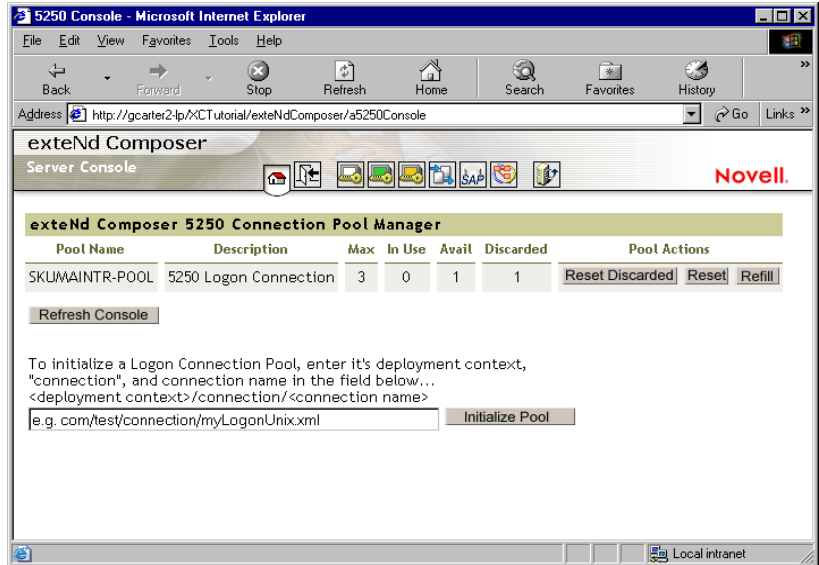 5250 Console - Microsoft Internet Explorer
File Edit View Favorites Tools Help
Back Forward Stop Refresh Home Search Favorites History »
Address http://gcarter2-lp/XCTutorial/exteNdComposer/a5250Console Go Links »
exteNd Composer
Server Console
SAP
Novell.
exteNd Composer 5250 Connection Pool Manager
Pool Name Description Max In Use Avail Discarded Pool Actions
SKUMAINTR-POOL 5250 Logon Connection 3 0 1 1 Reset Discarded Reset Refill
Refresh Console
To initialize a Logon Connection Pool, enter it's deployment context,
"connection", and connection name in the field below...
<deployment context>/connection/<connection name>
e.g. com/test/connection/myLogonUnix.xml Initialize Pool
Local intranet